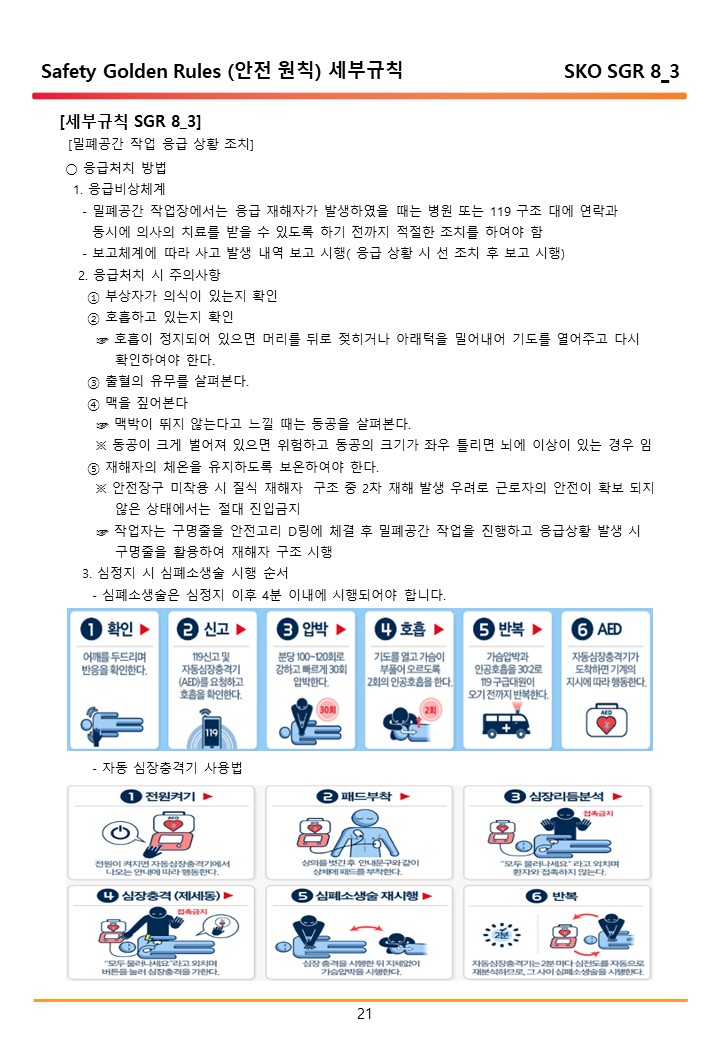 Safety Golden Rules (안전 원칙) 세부규칙 SKO SGR 8_3
[세부규칙 SGR 8_3]
[밀폐공간 작업 응급 상황 조치]
○ 응급처치 방법
1. 응급비상체계
- 밀폐공간 작업장에서는 응급 재해자가 발생하였을 때는 병원 또는 119 구조 대에 연락과
동시에 의사의 치료를 받을 수 있도록 하기 전까지 적절한 조치를 하여야 함
- 보고체계에 따라 사고 발생 내역 보고 시행( 응급 상황 시 선 조치 후 보고 시행)
2. 응급처치 시 주의사항
① 부상자가 의식이 있는지 확인
② 호흡하고 있는지 확인
☞ 호흡이 정지되어 있으면 머리를 뒤로 젖히거나 아래턱을 밀어내어 기도를 열어주고 다시
확인하여야 한다.
③ 출혈의 유무를 살펴본다.
④ 맥을 짚어본다
☞ 맥박이 뛰지 않는다고 느낄 때는 동공을 살펴본다.
※ 동공이 크게 벌어져 있으면 위험하고 동공의 크기가 좌우 틀리면 뇌에 이상이 있는 경우 임
⑤ 재해자의 체온을 유지하도록 보온하여야 한다.
※ 안전장구 미착용 시 질식 재해자 구조 중 2차 재해 발생 우려로 근로자의 안전이 확보 되지
않은 상태에서는 절대 진입금지
☞ 작업자는 구명줄을 안전고리 D링에 체결 후 밀폐공간 작업을 진행하고 응급상황 발생 시
구명줄을 활용하여 재해자 구조 시행
3. 심정지 시 심폐소생술 시행 순서
- 심폐소생술은 심정지 이후 4분 이내에 시행되어야 합니다.
1 확인 ▶
어깨를 두드리며
반응을 확인한다.
2 신고 ▶
119신고 및
자동심장충격기
(AED)를 요청하고
호흡을 확인한다.
119
3 압박 ▶
분당 100~120회로
강하고 빠르게 30회
압박한다.
30회
4 호흡 ▶
기도를 열고 가슴이
부풀어 오르도록
2회의 인공호흡을 한다.
2회
5 반복 ▶
가슴압박과
인공호흡을 30:2로
119 구급대원이
오기 전까지 반복한다.
6 AED
자동심장충격기가
도착하면 기계의
지시에 따라 행동한다.
AED
- 자동 심장충격기 사용법
1 전원켜기 ▶
AED
전원이 켜지면 자동심장충격기에서
나오는 안내에 따라 행동한다.
2 패드부착 ▶
상의를 벗긴 후 안내문구와 같이
상체에 패드를 부착한다.
3 심장리듬분석 ▶
접촉금지
"모두 물러나세요" 라고 외치며
환자와 접촉하지 않는다.
4 심장충격 (제세동) ▶
접촉금지
"모두 물러나세요"라고 외치며
버튼을 눌러 심장충격을 가한다.
5 심폐소생술 재시행 ▶
심장 충격을 시행한 뒤 지체없이
가슴압박을 시행한다.
6 반복
2분
자동심장충격기는 2분 마다 심전도를 자동으로
재분석하므로, 그 사이 심폐소생술을 시행한다.
21